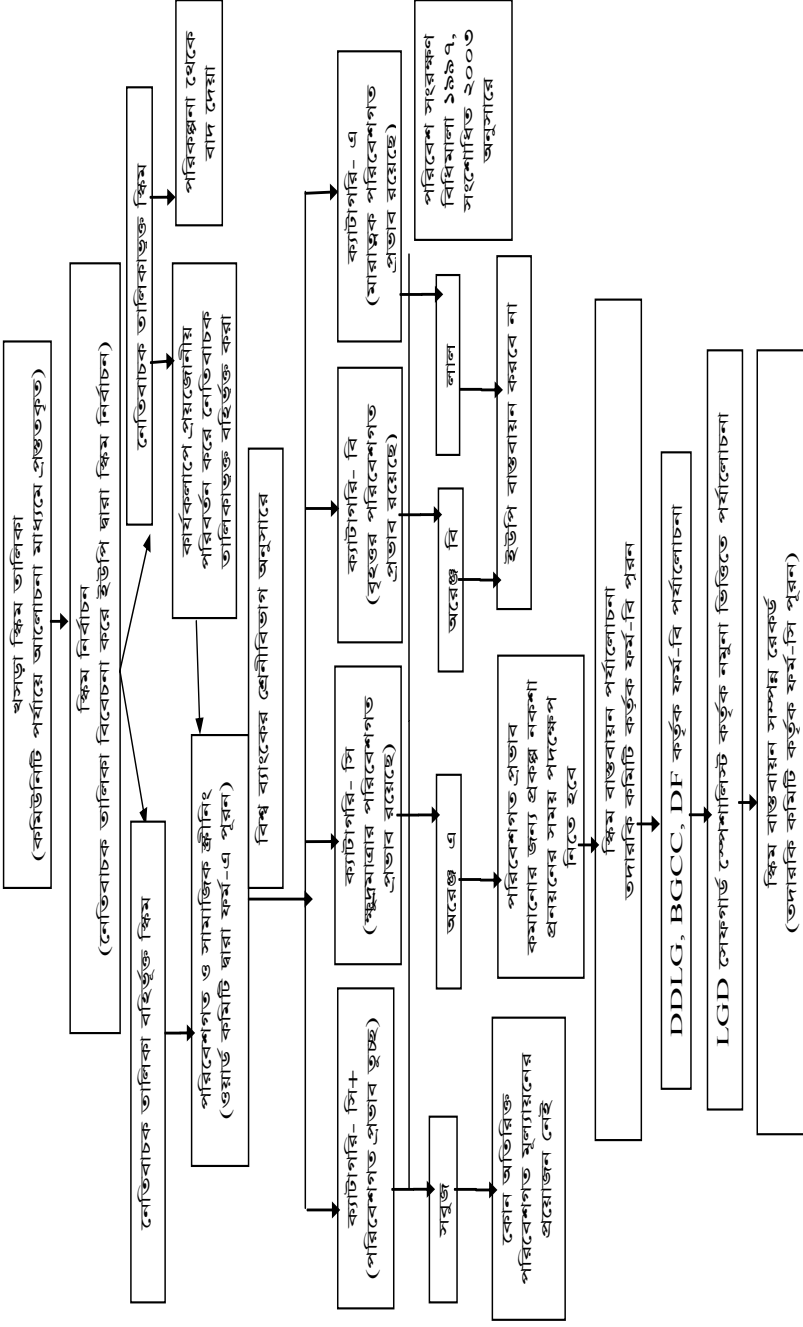 খসড়া স্কিম তালিকা
(কমিউনিটি পর্যায়ে আলোচনা মাধ্যমে প্রস্তুতকৃত)
স্কিম নির্বাচন
(নেতিবাচক তালিকা বিবেচনা করে ইউপি দ্বারা স্কিম নির্বাচন)
নেতিবাচক তালিকা বহির্ভুক্ত স্কিম
নেতিবাচক তালিকাভুক্ত স্কিম
পরিবেশগত ও সামাজিক স্ক্রীনিং
(ওয়ার্ড কমিটি দ্বারা ফর্ম-এ পূরন)
কার্যকলাপে প্রয়জোনীয়
পরিবর্তন করে নেতিবাচক
তালিকাভুক্ত বহির্ভুক্ত করা
পরিকল্পনা থেকে
বাদ দেয়া
বিশ্ব ব্যাংকের শ্রেনীবিভাগ অনুসারে
ক্যাটাগরি- সি+
(পরিবেশগত প্রভাব তুচ্ছ)
ক্যাটাগরি- সি
(ক্ষুদ্রমাত্রার পরিবেশগত
প্রভাব রয়েছে)
ক্যাটাগরি- বি
(বৃহত্তর পরিবেশগত
প্রভাব রয়েছে)
ক্যাটাগরি- এ
(মারাত্নক পরিবেশগত
প্রভাব রয়েছে)
পরিবেশ সংরক্ষণ
বিধিমালা ১৯৯৭,
সংশোধিত ২০০৩
অনুসারে
সবুজ
অরেঞ্জ এ
অরেঞ্জ বি
লাল
কোন অতিরিক্ত
পরিবেশগত মুল্যায়নের
প্রয়োজন নেই
পরিবেশগত প্রভাব
কমানোর জন্য প্রকল্প নকশা
প্রনয়নের সময় পদক্ষেপ
নিতে হবে
ইউপি বাস্তবায়ন করবে না
স্কিম বাস্তবায়ন পর্যালোচনা
তদারকি কমিটি কর্তৃক ফর্ম-বি পূরন
DDLG, BGCC, DF কর্তৃক ফর্ম-বি পর্যালোচনা
LGD সেফগার্ড স্পেশালিস্ট কর্তৃক নমুনা ভিত্তিতে পর্যালোচনা
স্কিম বাস্তবায়ন সম্পন্ন রেকর্ড
(তদারকি কমিটি কর্তৃক ফর্ম-সি পূরন)